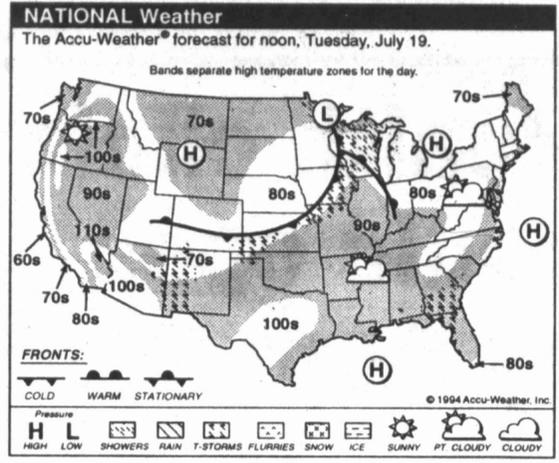 NATIONAL Weather
The Accu-Weather® forecast for noon, Tuesday, July 19.
Bands separate high temperature zones for the day.
70s
L
70s
70s
H
H
100s
90s
80s
80s
110s
90s
H
60s
70s
100s
70s
80s
100s
H
80s
FRONTS:
COLD WARM STATIONARY
© 1994 Accu-Weather, Inc.
Pressure
H L
HIGH LOW SHOWERS RAIN T-STORMS FLURRIES SNOW ICE SUNNY PT. CLOUDY CLOUDY